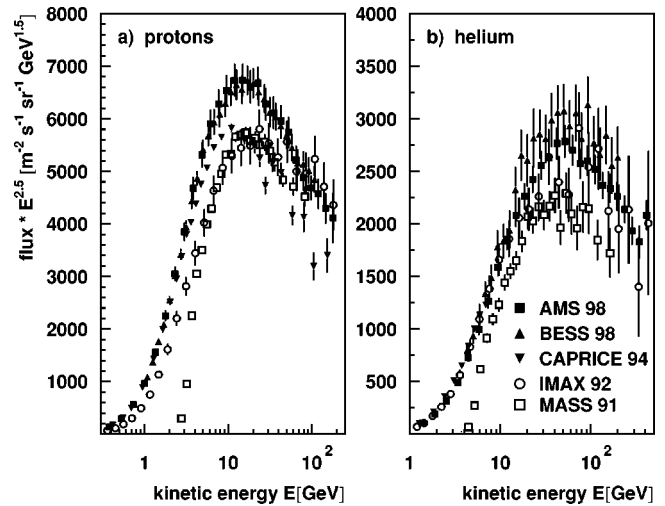 flux * E^2.5 [m^-2 s^-1 sr^-1 GeV^1.5]
a) protons
7000
6000
5000
4000
3000
2000
1000
1
10
10^2
kinetic energy E[GeV]
b) helium
4000
3500
3000
2500
2000
1500
1000
500
AMS 98
BESS 98
CAPRICE 94
IMAX 92
MASS 91
1
10
10^2
kinetic energy E[GeV]